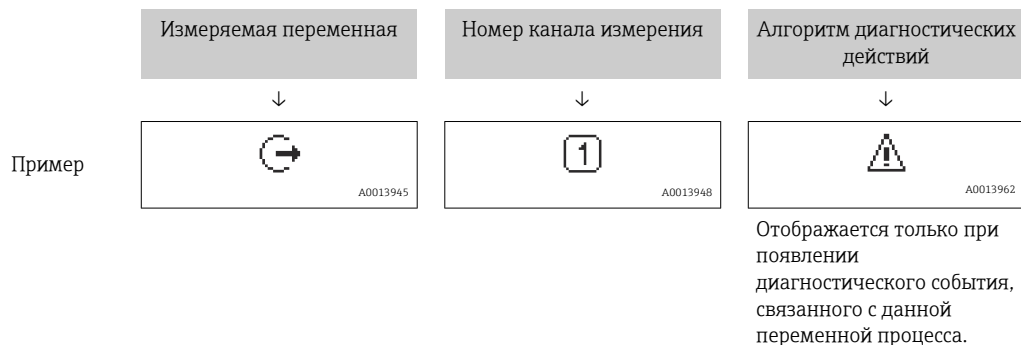 Измеряемая переменная
Номер канала измерения
Алгоритм диагностических
действий
↓
↓
↓
Пример
A0013945
1
A0013948
A0013962
Отображается только при
появлении
диагностического события,
связанного с данной
переменной процесса.